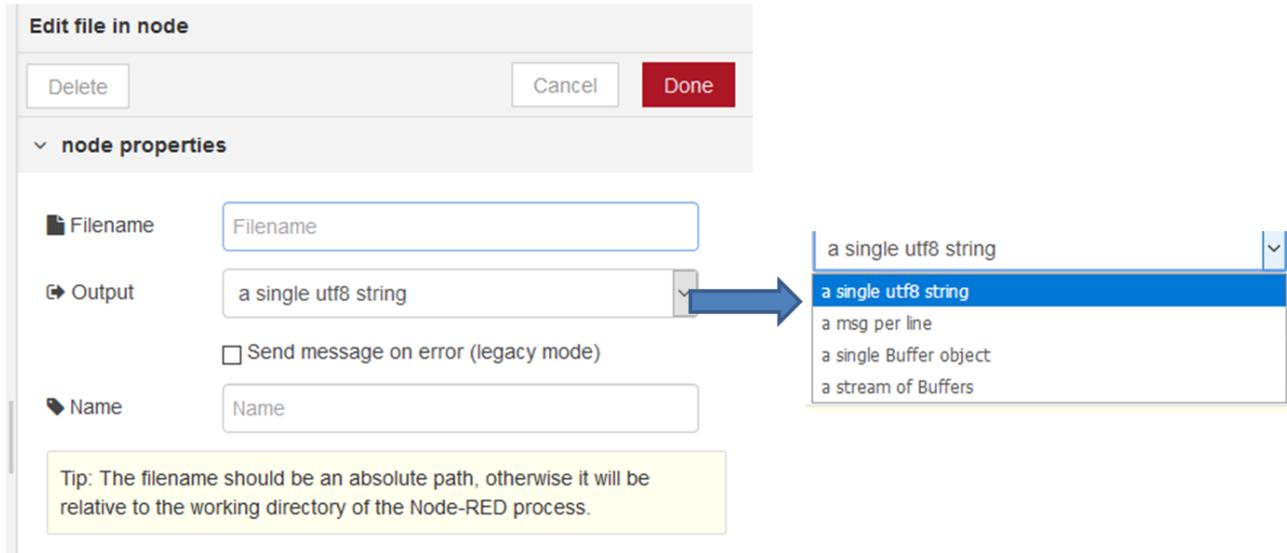 Edit file in node
Delete
Cancel
Done
node properties
Filename
Filename
Output
a single utf8 string
Send message on error (legacy mode)
Name
Name
Tip: The filename should be an absolute path, otherwise it will be
relative to the working directory of the Node-RED process.
a single utf8 string
a single utf8 string
a msg per line
a single Buffer object
a stream of Buffers